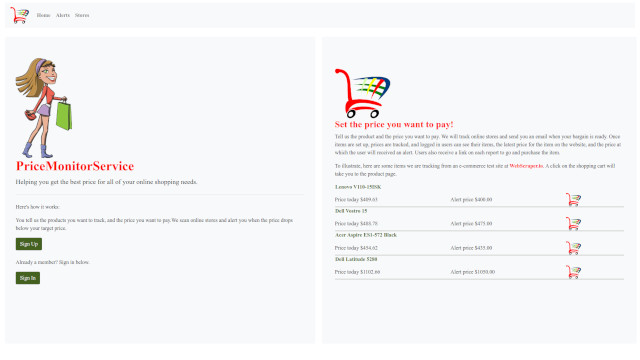 Home Alerts Stores
PriceMonitorService
Helping you get the best price for all of your online shopping needs.
Here's how it works.
You tell us the products you want to track, and the price you want to pay.We scan online stores and alert you when the price drops
below your target price.
Sign Up
Already a member? Sign in below.
Sign In
Set the price you want to pay!
Tell us the product and the price you want to pay. We will track online stores and send you an email when your bargain is ready. Once
items are set up, prices are tracked, and logged in users can see their items, the latest price for the item on the website, and the price at
which the user will received an alert. Users also receive a link on each report to go and purchase the item.
To illustrate, here are some items we are tracking from an e-commerce test site at WebScraper.io. A click on the shopping cart will
take you to the product page.
Lenovo V110-15ISK
Price today $409.63 Alert price $400.00
Dell Vostro 15
Price today $488.78 Alert price $475.00
Acer Aspire ES1-572 Black
Price today $454.62 Alert price $435.00
Dell Latitude 5280
Price today $1102.66 Alert price $1050.00